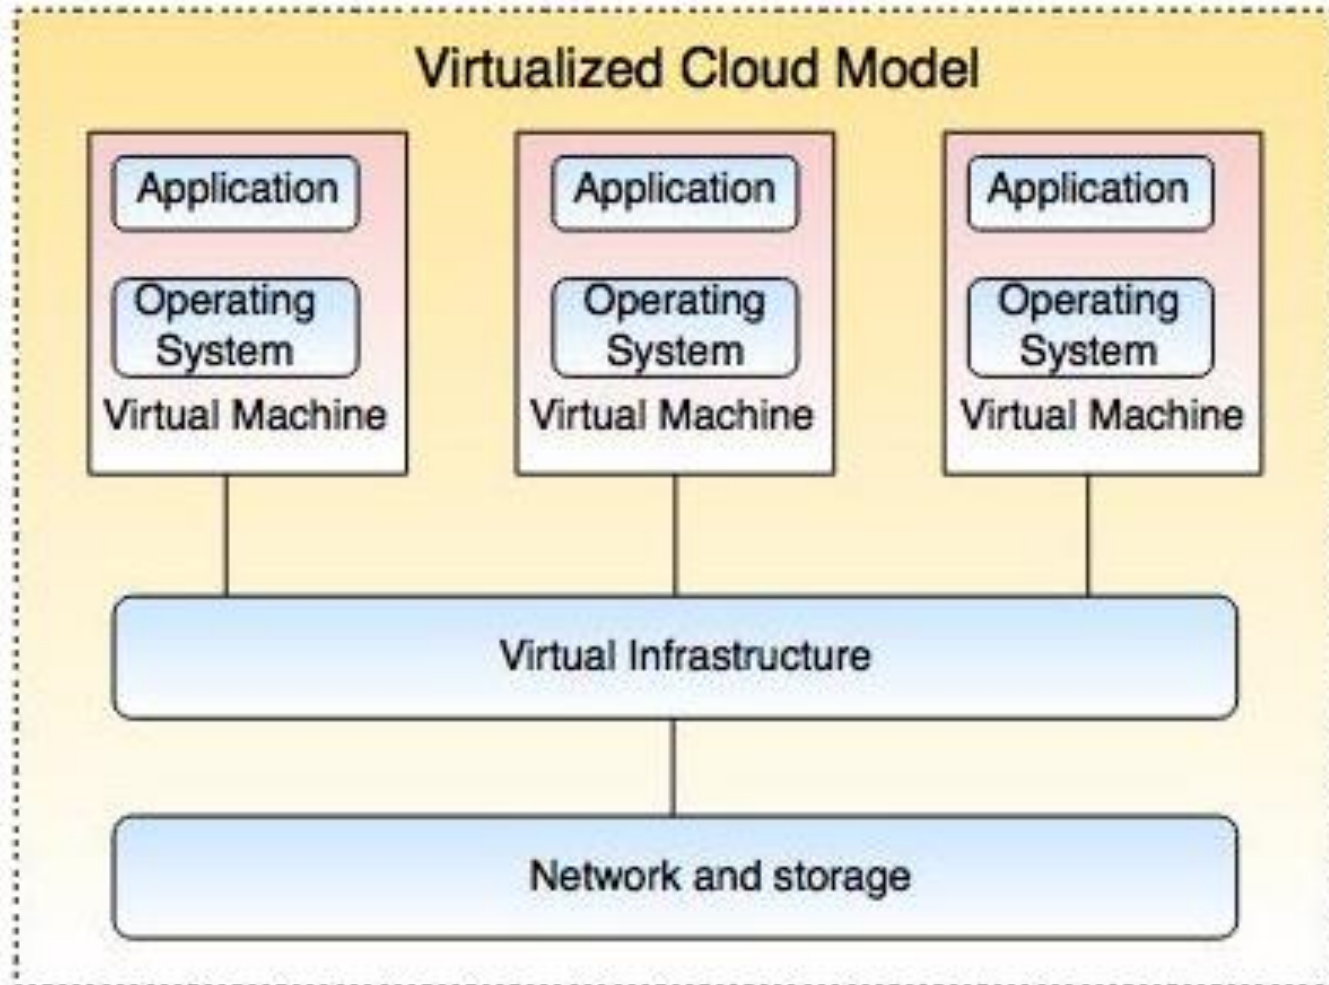 Virtualized Cloud Model
Application
Operating
System
Virtual Machine
Application
Operating
System
Virtual Machine
Application
Operating
System
Virtual Machine
Virtual Infrastructure
Network and storage